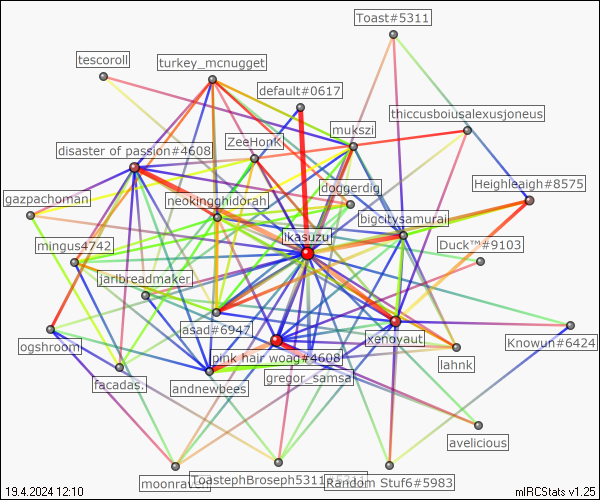 Toast#5311
tescoroll
turkey_mcnugget
default#0617
thiccusboiusalexusjoneus
mukszi
ZeeHonK
disaster of passion#4608
Heighleaigh#8575
doggerdig
gazpachoman
neokingghidorah
bigcitysamurai
ikasuzu
mingus4742
Duck™#9103
jarlbreadmaker
asad#6947
xenoyaut
Knowun#6424
ogshroom
pink hair woag#4608
lahnk
gregor_samsa
facadas.
andnewbees
avelicious
moonraven
ToastephBroseph5311
Random Stuf6#5983
19.4.2024 12:10
mIRCStats v1.25